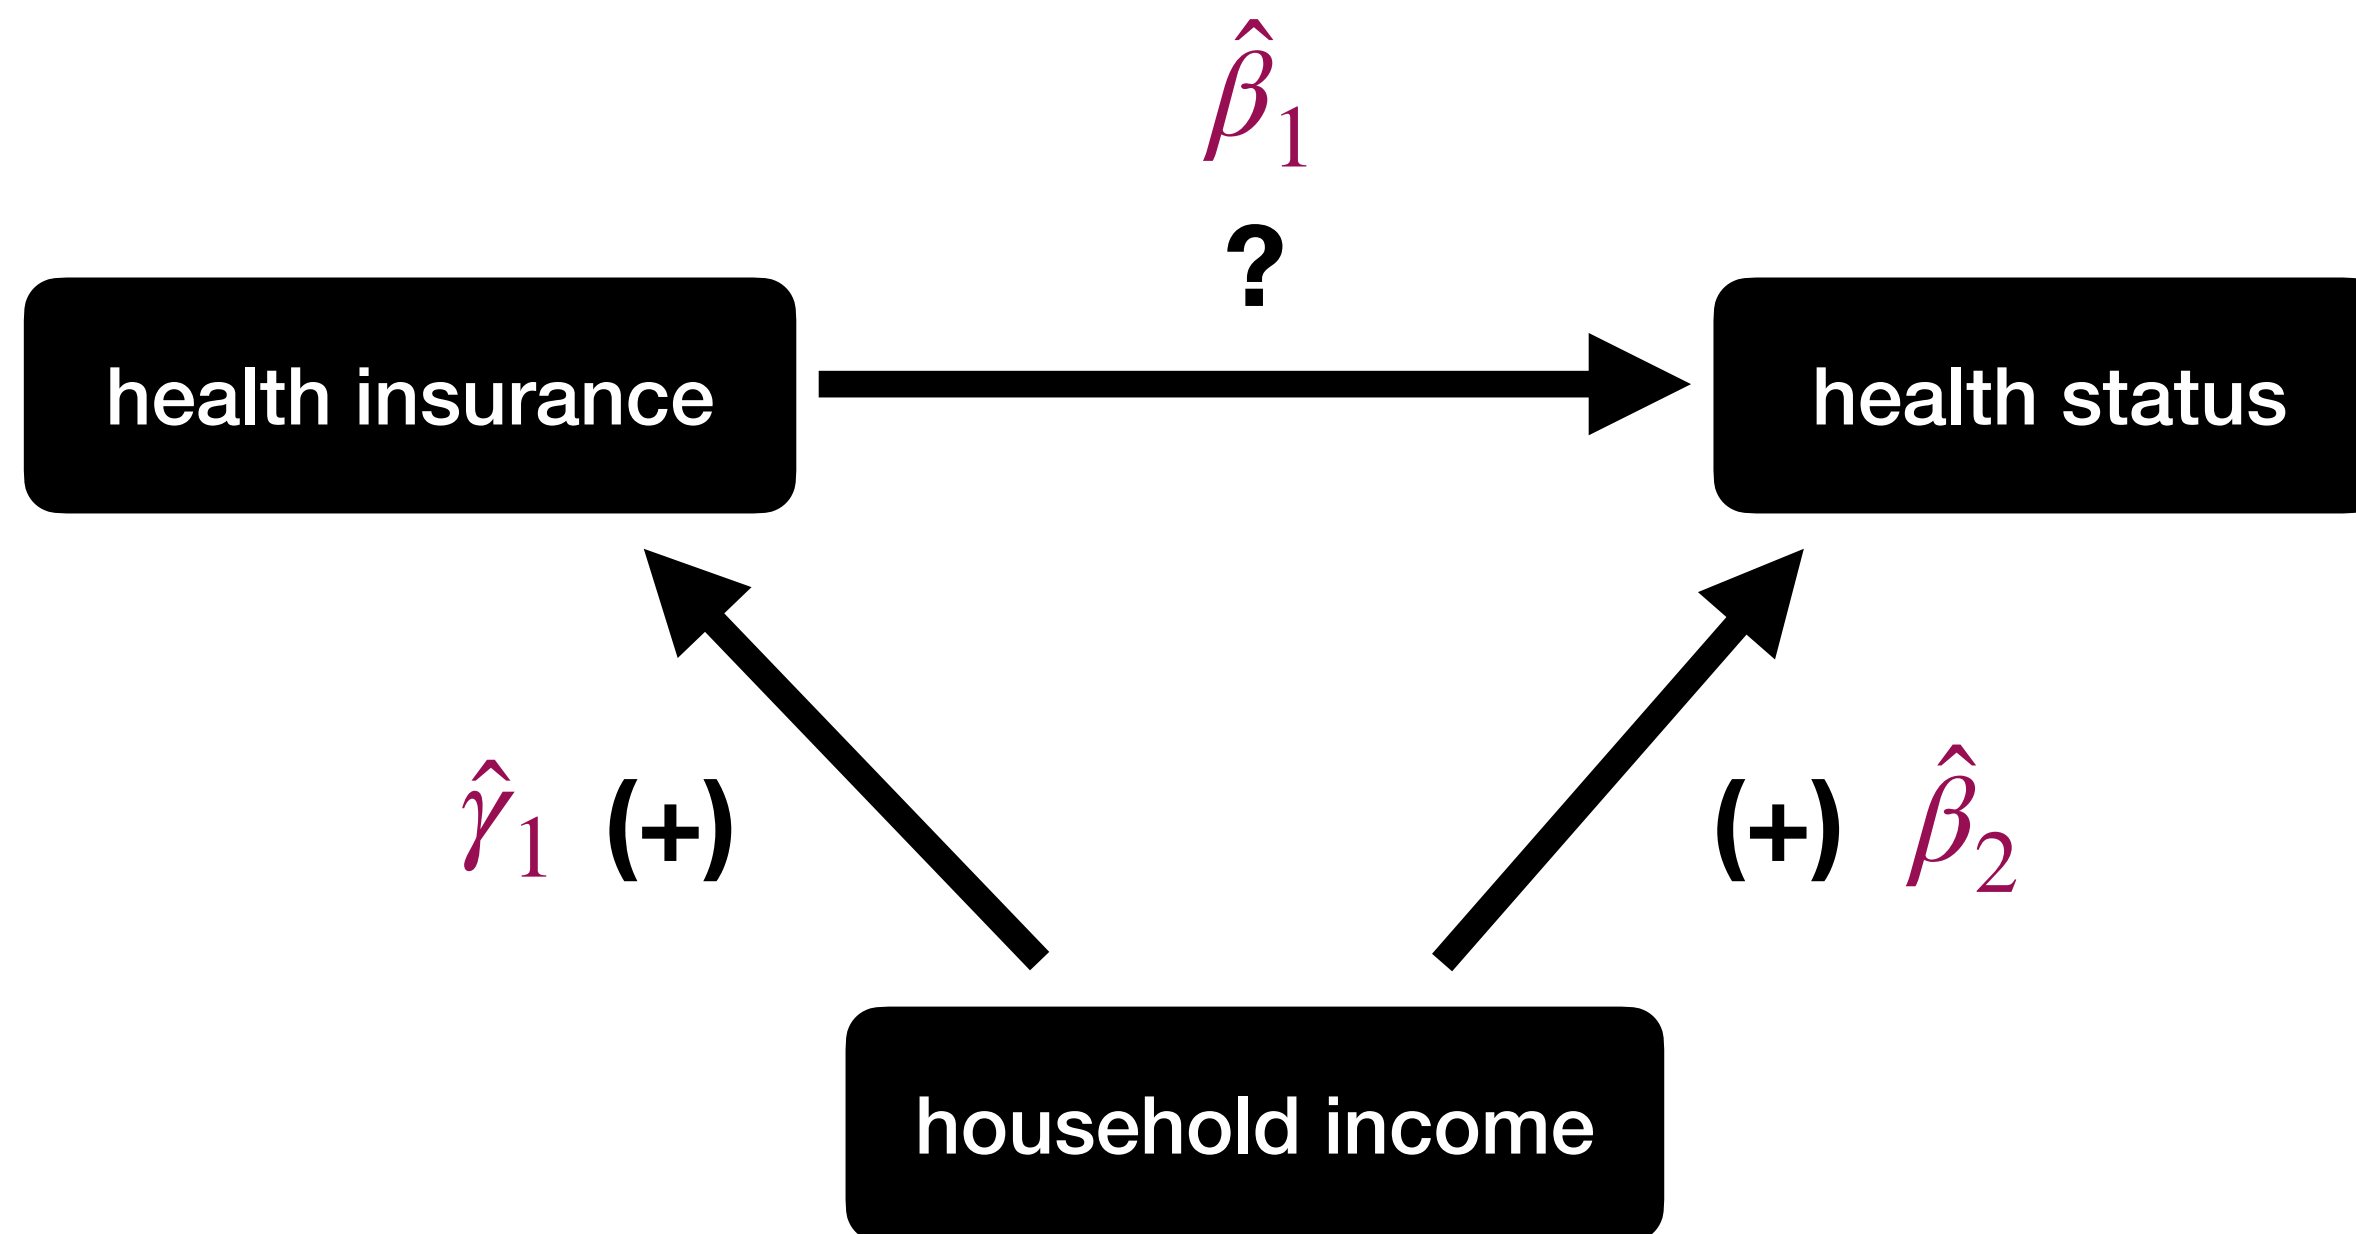 β̂₁
?
health insurance
health status
γ̂₁ (+)
(+) β̂₂
household income